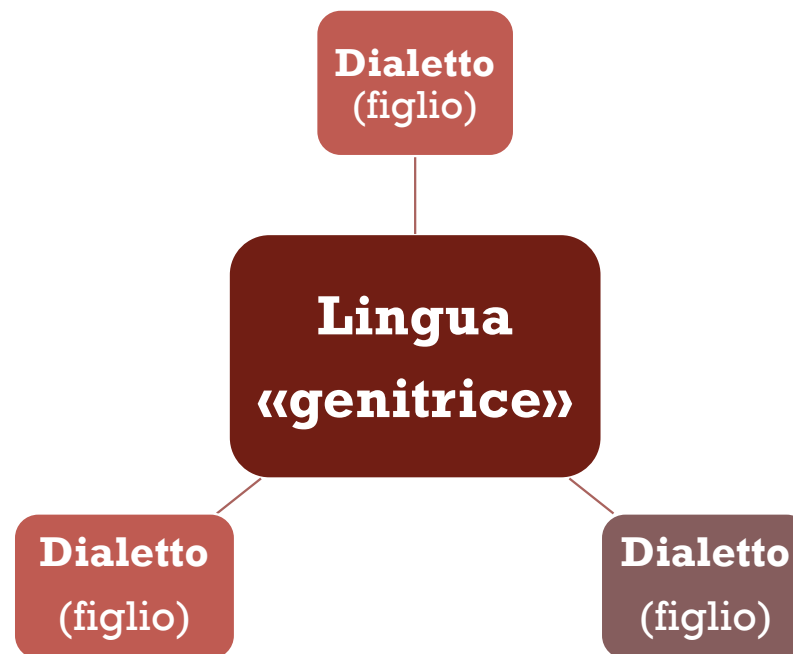 Dialetto
(figlio)
Lingua
«genitrice»
Dialetto
(figlio)
Dialetto
(figlio)